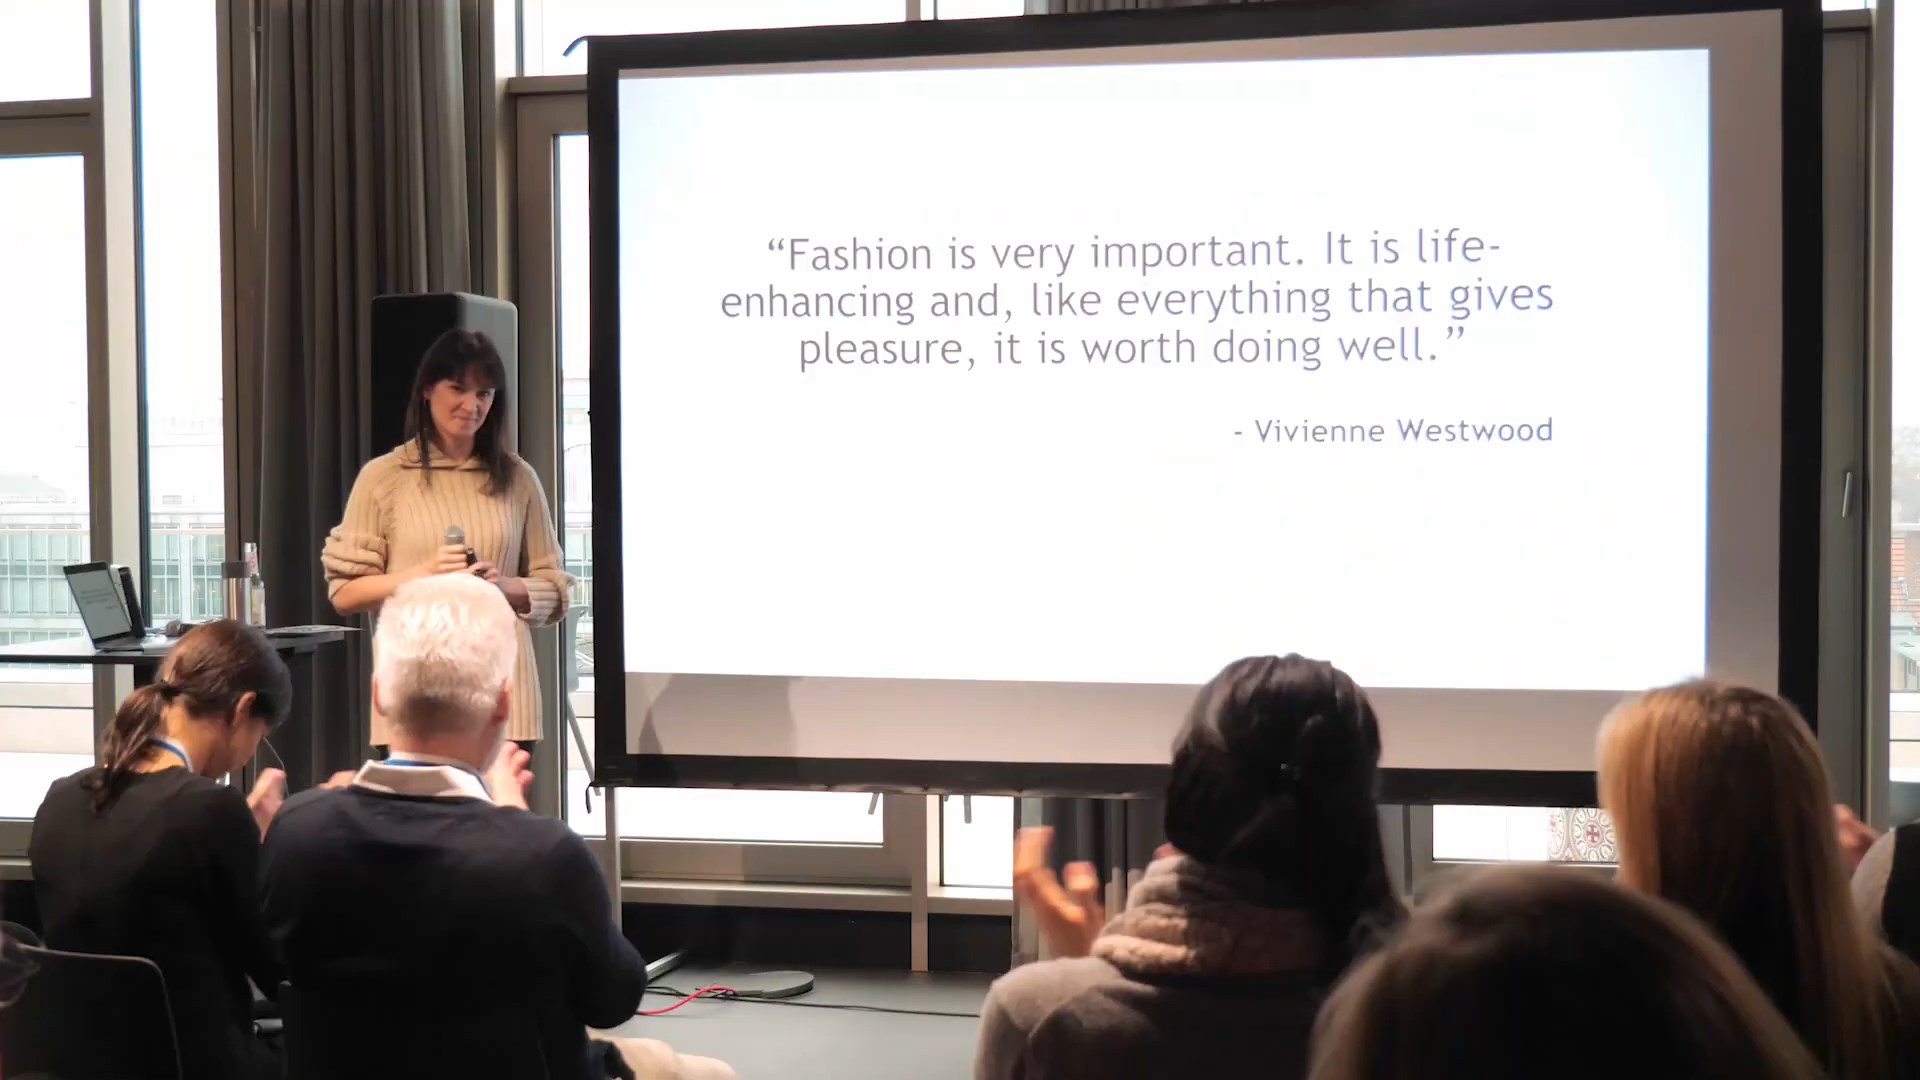 “Fashion is very important. It is life-
enhancing and, like everything that gives
pleasure, it is worth doing well.”
- Vivienne Westwood